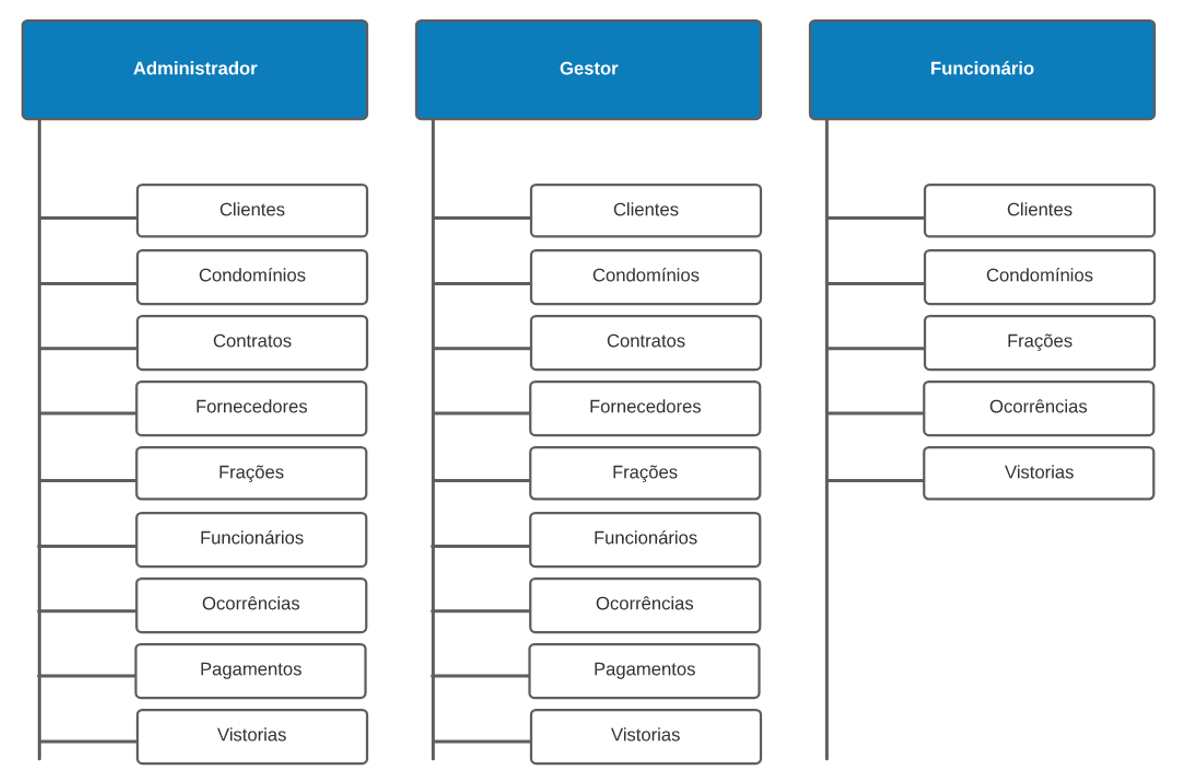 Administrador
Clientes
Condomínios
Contratos
Fornecedores
Frações
Funcionários
Ocorrências
Pagamentos
Vistorias
Gestor
Clientes
Condomínios
Contratos
Fornecedores
Frações
Funcionários
Ocorrências
Pagamentos
Vistorias
Funcionário
Clientes
Condomínios
Frações
Ocorrências
Vistorias